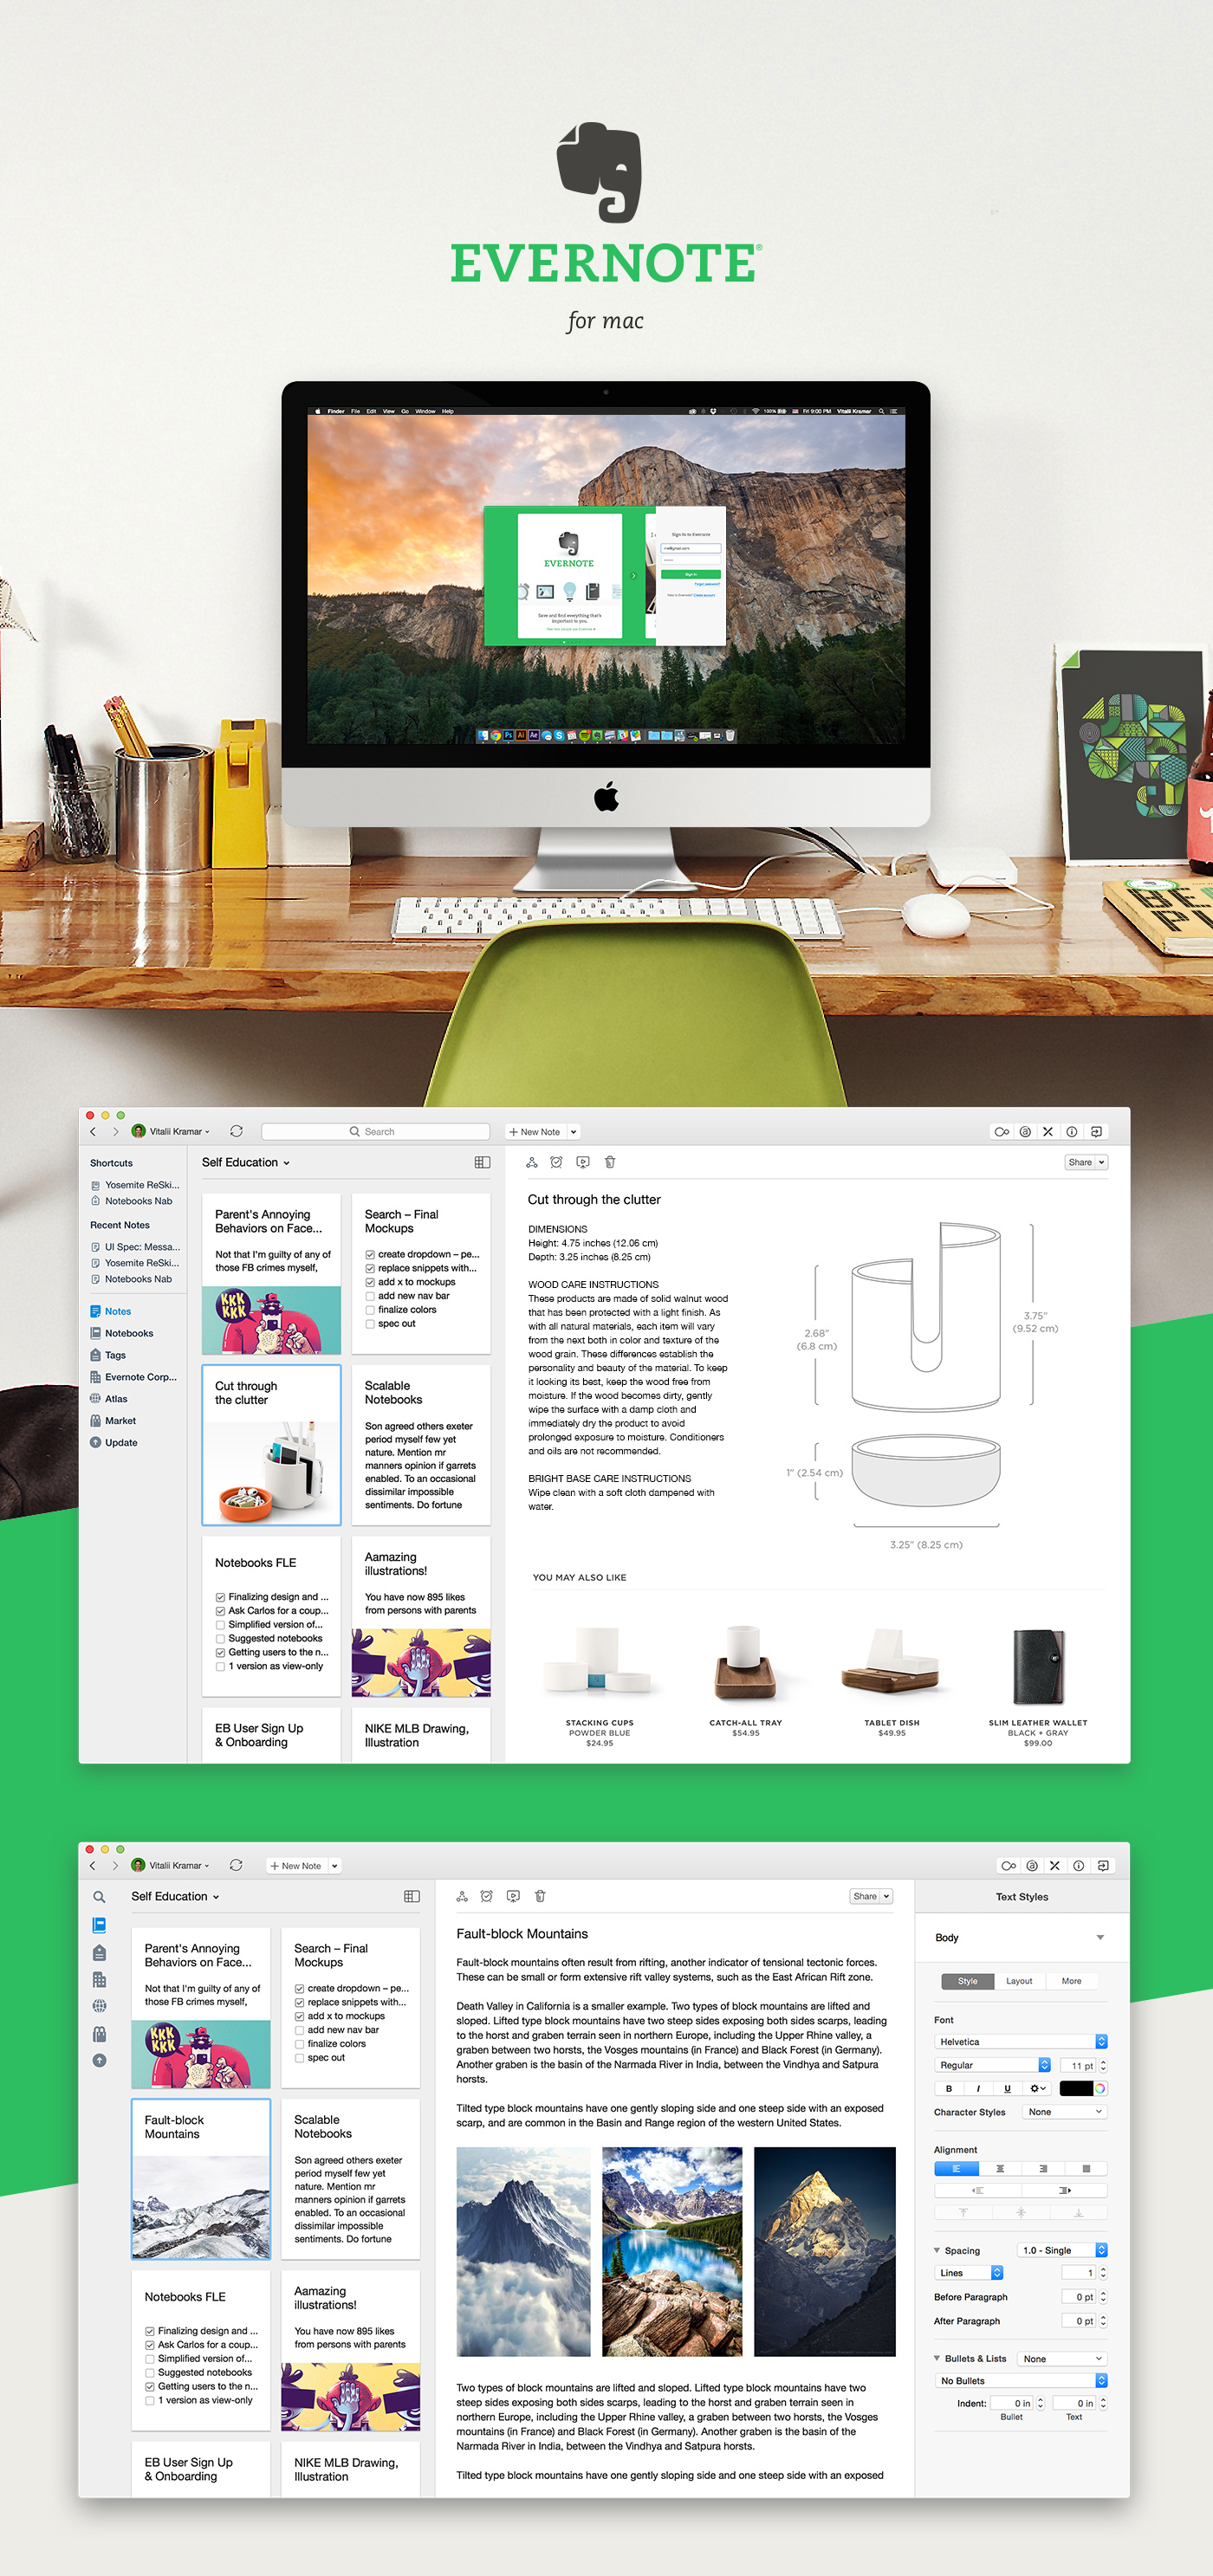 EVERNOTE®
for mac
Finder File Edit View Go Window Help
100% Fri 9:00 PM Vitalii Kramar
EVERNOTE
Save and find everything that's
important to you.
Sign in to Evernote
Sign in
Forgot password?
New to Evernote? Create account
Ps Ai Ae
Vitalii Kramar
Search
+ New Note
Shortcuts
Yosemite ReSki...
Notebooks Nab
Recent Notes
UI Spec: Messa...
Yosemite ReSki...
Notebooks Nab
Notes
Notebooks
Tags
Evernote Corp...
Atlas
Market
Update
Self Education
Parent's Annoying
Behaviors on Face...
Not that I'm guilty of any of
those FB crimes myself,
KKK
KKK
Search – Final
Mockups
create dropdown – pe...
replace snippets with...
add x to mockups
add new nav bar
finalize colors
spec out
Cut through
the clutter
Scalable
Notebooks
Son agreed others exeter
period myself few yet
nature. Mention mr
manners opinion if garrets
enabled. To an occasional
dissimilar impossible
sentiments. Do fortune
Notebooks FLE
Finalizing design and ...
Ask Carlos for a coup...
Simplified version of...
Suggested notebooks
Getting users to the n...
1 version as view-only
Aamazing
illustrations!
You have now 895 likes
from persons with parents
EB User Sign Up
& Onboarding
NIKE MLB Drawing,
Illustration
Share
Cut through the clutter
DIMENSIONS
Height: 4.75 inches (12.06 cm)
Depth: 3.25 inches (8.25 cm)
WOOD CARE INSTRUCTIONS
These products are made of solid walnut wood
that has been protected with a light finish. As
with all natural materials, each item will vary
from the next both in color and texture of the
wood grain. These differences establish the
personality and beauty of the material. To keep
it looking its best, keep the wood free from
moisture. If the wood becomes dirty, gently
wipe the surface with a damp cloth and
immediately dry the product to avoid
prolonged exposure to moisture. Conditioners
and oils are not recommended.
BRIGHT BASE CARE INSTRUCTIONS
Wipe clean with a soft cloth dampened with
water.
2.68"
(6.8 cm)
3.75"
(9.52 cm)
1" (2.54 cm)
3.25" (8.25 cm)
YOU MAY ALSO LIKE
STACKING CUPS
POWDER BLUE
$24.95
CATCH-ALL TRAY
$54.95
TABLET DISH
$49.95
SLIM LEATHER WALLET
BLACK + GRAY
$99.00
Vitalii Kramar
+ New Note
Self Education
Parent's Annoying
Behaviors on Face...
Not that I'm guilty of any of
those FB crimes myself,
KKK
KKK
Search – Final
Mockups
create dropdown – pe...
replace snippets with...
add x to mockups
add new nav bar
finalize colors
spec out
Fault-block
Mountains
Scalable
Notebooks
Son agreed others exeter
period myself few yet
nature. Mention mr
manners opinion if garrets
enabled. To an occasional
dissimilar impossible
sentiments. Do fortune
Notebooks FLE
Finalizing design and ...
Ask Carlos for a coup...
Simplified version of...
Suggested notebooks
Getting users to the n...
1 version as view-only
Aamazing
illustrations!
You have now 895 likes
from persons with parents
EB User Sign Up
& Onboarding
NIKE MLB Drawing,
Illustration
Share
Fault-block Mountains
Fault-block mountains often result from rifting, another indicator of tensional tectonic forces.
These can be small or form extensive rift valley systems, such as the East African Rift zone.
Death Valley in California is a smaller example. Two types of block mountains are lifted and
sloped. Lifted type block mountains have two steep sides exposing both sides scarps, leading
to the horst and graben terrain seen in northern Europe, including the Upper Rhine valley, a
graben between two horsts, the Vosges mountains (in France) and Black Forest (in Germany).
Another graben is the basin of the Narmada River in India, between the Vindhya and Satpura
horsts.
Tilted type block mountains have one gently sloping side and one steep side with an exposed
scarp, and are common in the Basin and Range region of the western United States.
Two types of block mountains are lifted and sloped. Lifted type block mountains have two
steep sides exposing both sides scarps, leading to the horst and graben terrain seen in
northern Europe, including the Upper Rhine valley, a graben between two horsts, the Vosges
mountains (in France) and Black Forest (in Germany). Another graben is the basin of the
Narmada River in India, between the Vindhya and Satpura horsts.
Tilted type block mountains have one gently sloping side and one steep side with an exposed
Text Styles
Body
Style Layout More
Font
Helvetica
Regular 11 pt
B I U
Character Styles None
Alignment
Spacing 1.0 - Single
Lines 1
Before Paragraph 0 pt
After Paragraph 0 pt
Bullets & Lists None
No Bullets
Indent: 0 in 0 in
Bullet Text